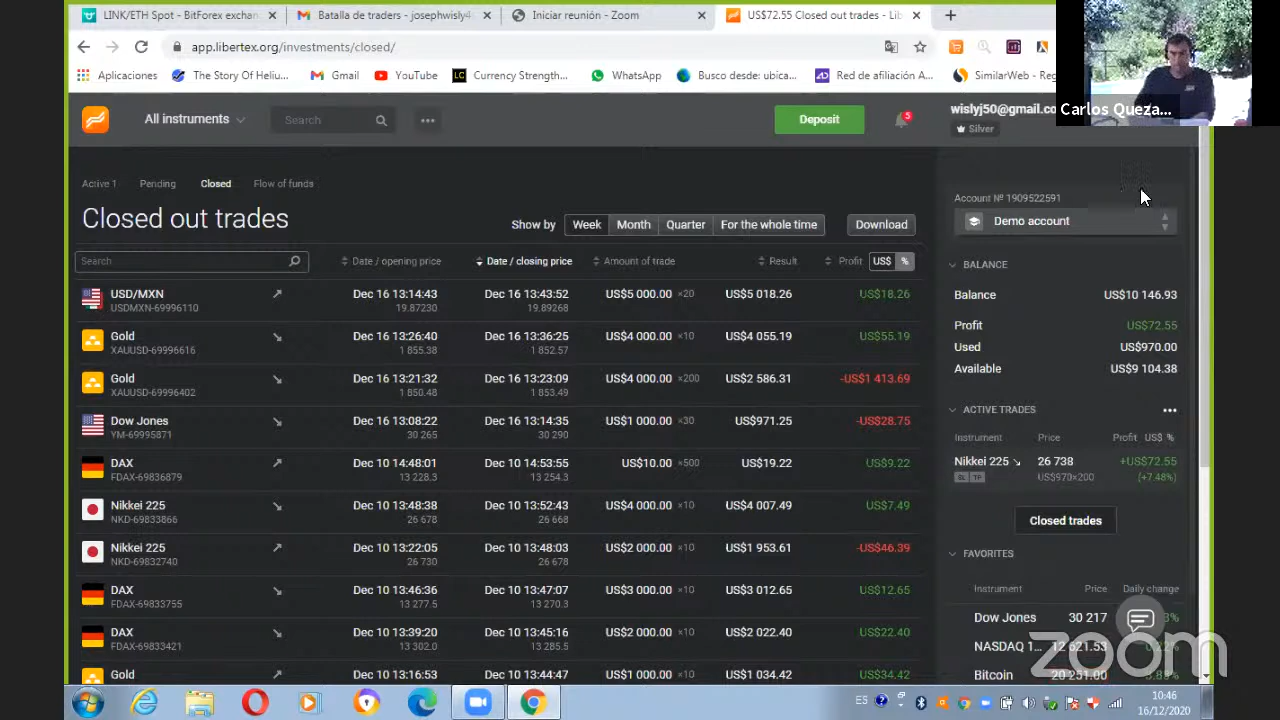 LINK/ETH Spot - BitForex exchan
Batalla de traders - josephwisly4
Iniciar reunión - Zoom
US$72.55 Closed out trades - Lib
app.libertex.org/investments/closed/
Aplicaciones
The Story Of Heliu...
Gmail
YouTube
LC Currency Strength...
WhatsApp
Busco desde: ubica...
Red de afiliación A...
SimilarWeb - Reg
Carlos Queza...
All instruments
Search
Deposit
5
wislyj50@gmail.co
Silver
Active 1 Pending Closed Flow of funds
Closed out trades
Show by Week Month Quarter For the whole time Download
Search
Date / opening price Date / closing price Amount of trade Result Profit US$ %
USD/MXN Dec 16 13:14:43 Dec 16 13:43:52 US$5 000.00 ×20 US$5 018.26 US$18.26
USDMXN-69996110 19.87230 19.89268
Gold Dec 16 13:26:40 Dec 16 13:36:25 US$4 000.00 ×10 US$4 055.19 US$55.19
XAUUSD-69996616 1 855.38 1 852.57
Gold Dec 16 13:21:32 Dec 16 13:23:09 US$4 000.00 ×200 US$2 586.31 -US$1 413.69
XAUUSD-69996402 1 850.48 1 853.49
Dow Jones Dec 16 13:08:22 Dec 16 13:14:35 US$1 000.00 ×30 US$971.25 -US$28.75
YM-69995871 30 265 30 290
DAX Dec 10 14:48:01 Dec 10 14:53:55 US$10.00 ×500 US$19.22 US$9.22
FDAX-69836879 13 228.3 13 254.3
Nikkei 225 Dec 10 13:48:38 Dec 10 13:52:43 US$4 000.00 ×10 US$4 007.49 US$7.49
NKD-69833866 26 678 26 668
Nikkei 225 Dec 10 13:22:05 Dec 10 13:48:03 US$2 000.00 ×10 US$1 953.61 -US$46.39
NKD-69832740 26 730 26 678
DAX Dec 10 13:46:36 Dec 10 13:47:07 US$3 000.00 ×10 US$3 012.65 US$12.65
FDAX-69833755 13 277.5 13 270.3
DAX Dec 10 13:39:20 Dec 10 13:45:16 US$2 000.00 ×10 US$2 022.40 US$22.40
FDAX-69833421 13 302.0 13 285.5
Gold Dec 10 13:16:53 Dec 10 13:44:47 US$1 000.00 ×10 US$1 034.42 US$34.42
Account Nº 1909522591
Demo account
BALANCE
Balance US$10 146.93
Profit US$72.55
Used US$970.00
Available US$9 104.38
ACTIVE TRADES
Instrument Price Profit US$ %
Nikkei 225 26 738 +US$72.55
SL TP US$970×200 (+7.48%)
Closed trades
FAVORITES
Instrument Price Daily change
Dow Jones 30 217
NASDAQ 1... 12 621.53
Bitcoin 20 251.00
zoom
ES
10:46
16/12/2020